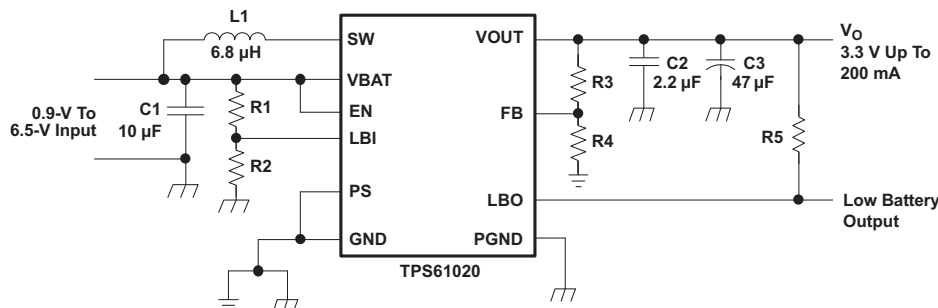 L1
6.8 µH
SW
VBAT
EN
LBI
PS
GND
VOUT
FB
LBO
PGND
TPS61020
0.9-V To
6.5-V Input
C1
10 µF
R1
R2
R3
R4
C2
2.2 µF
C3
47 µF
R5
VO
3.3 V Up To
200 mA
Low Battery
Output